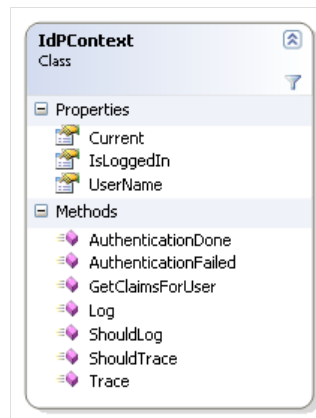 IdPContext
Class
Properties
Current
IsLoggedIn
UserName
Methods
AuthenticationDone
AuthenticationFailed
GetClaimsForUser
Log
ShouldLog
ShouldTrace
Trace